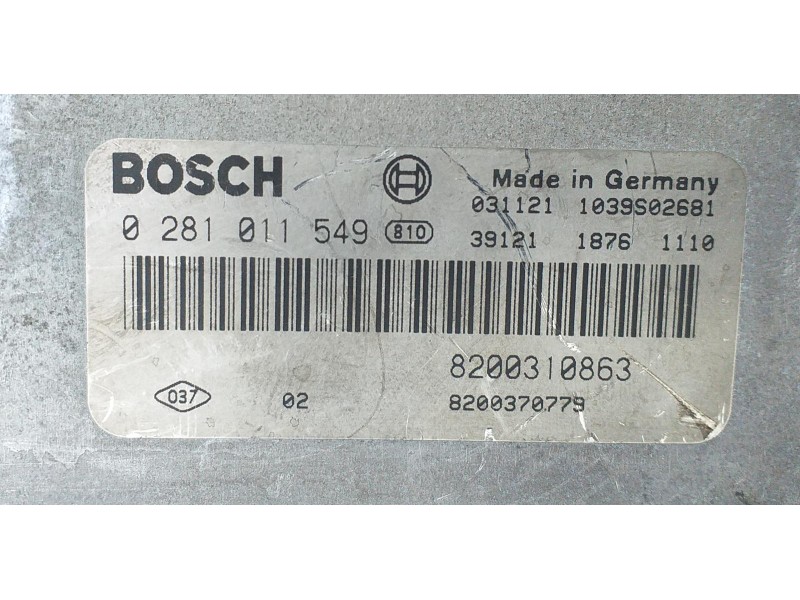 BOSCH Made in Germany
031121 1039S02681
0 281 011 549 810 39121 1876 1110
8200310863
037 02 8200370779